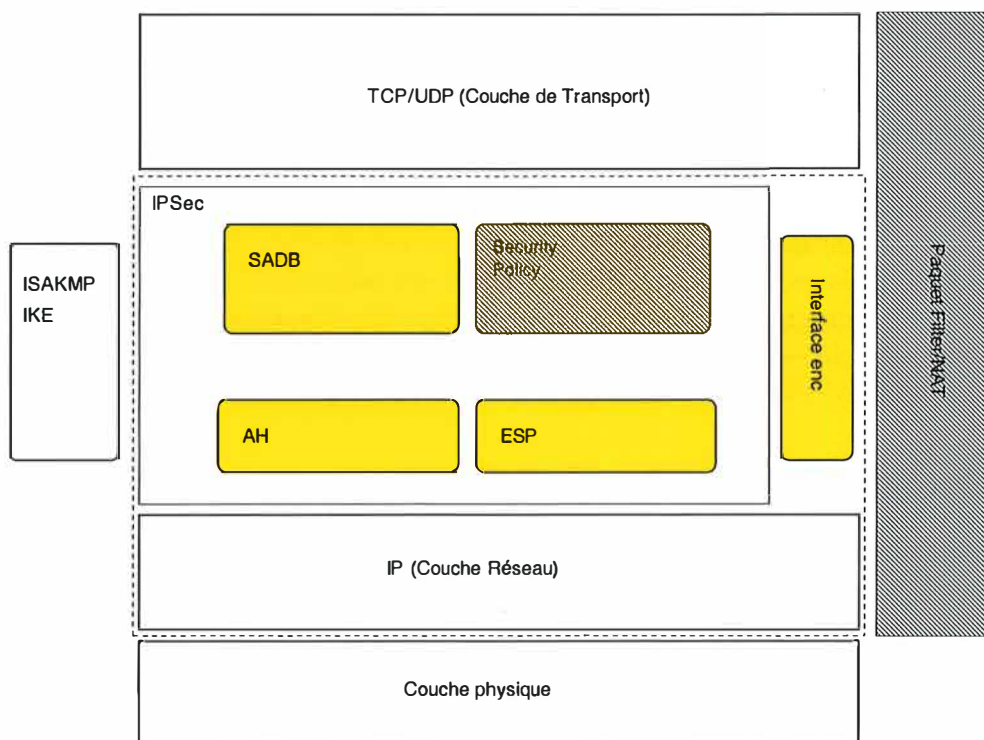 TCP/UDP (Couche de Transport)
IPSec
SADB
Security
Policy
ISAKMP
IKE
Interface enc
Paquet Filter/NAT
AH
ESP
IP (Couche Réseau)
Couche physique